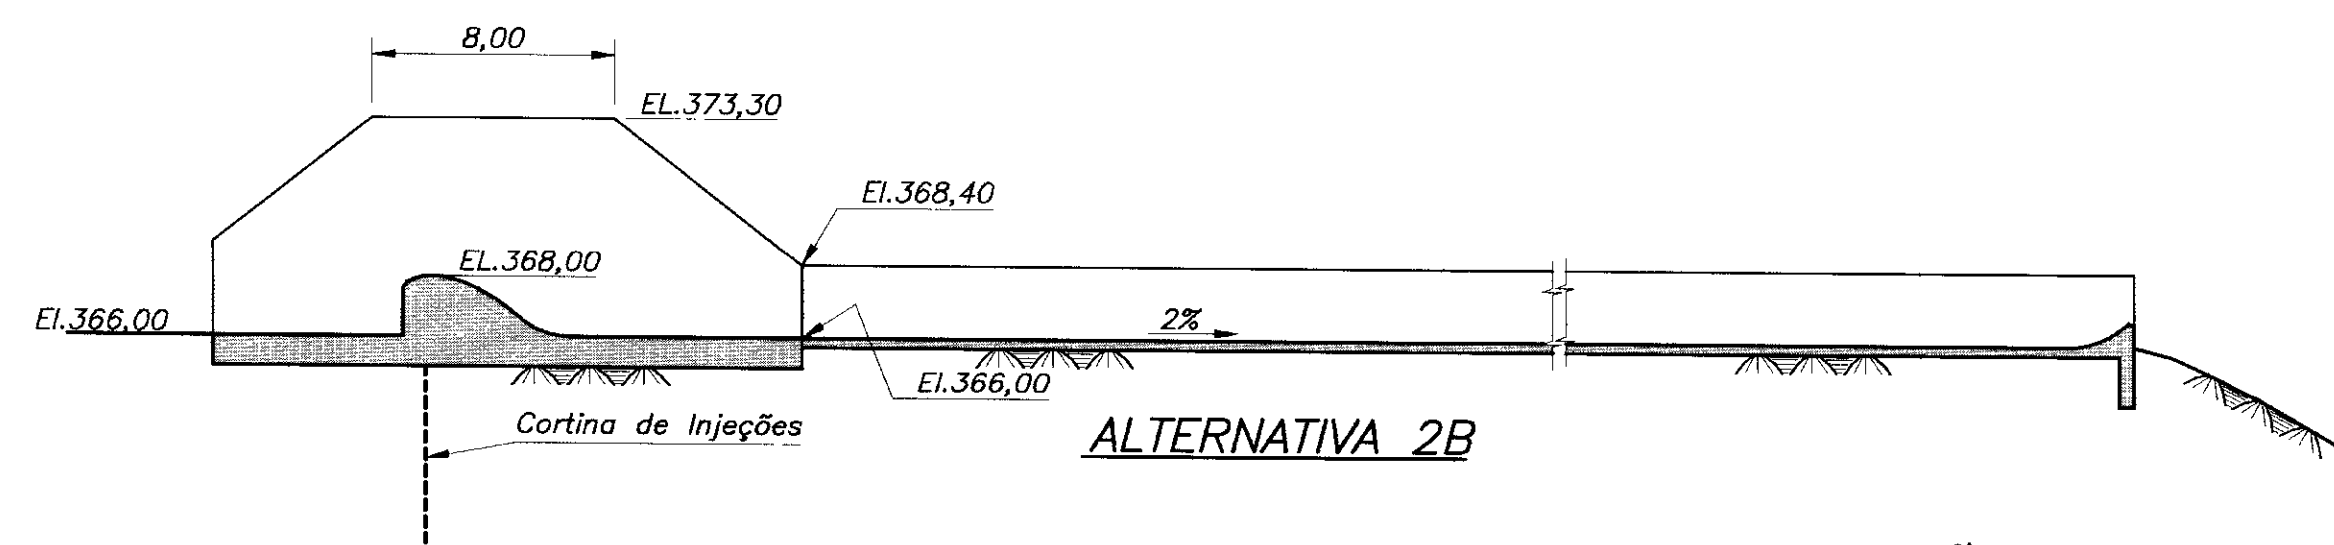 8,00
EL.373,30
El.368,40
EL.368,00
El.366,00
2%
El.366,00
Cortina de Injeções
ALTERNATIVA 2B